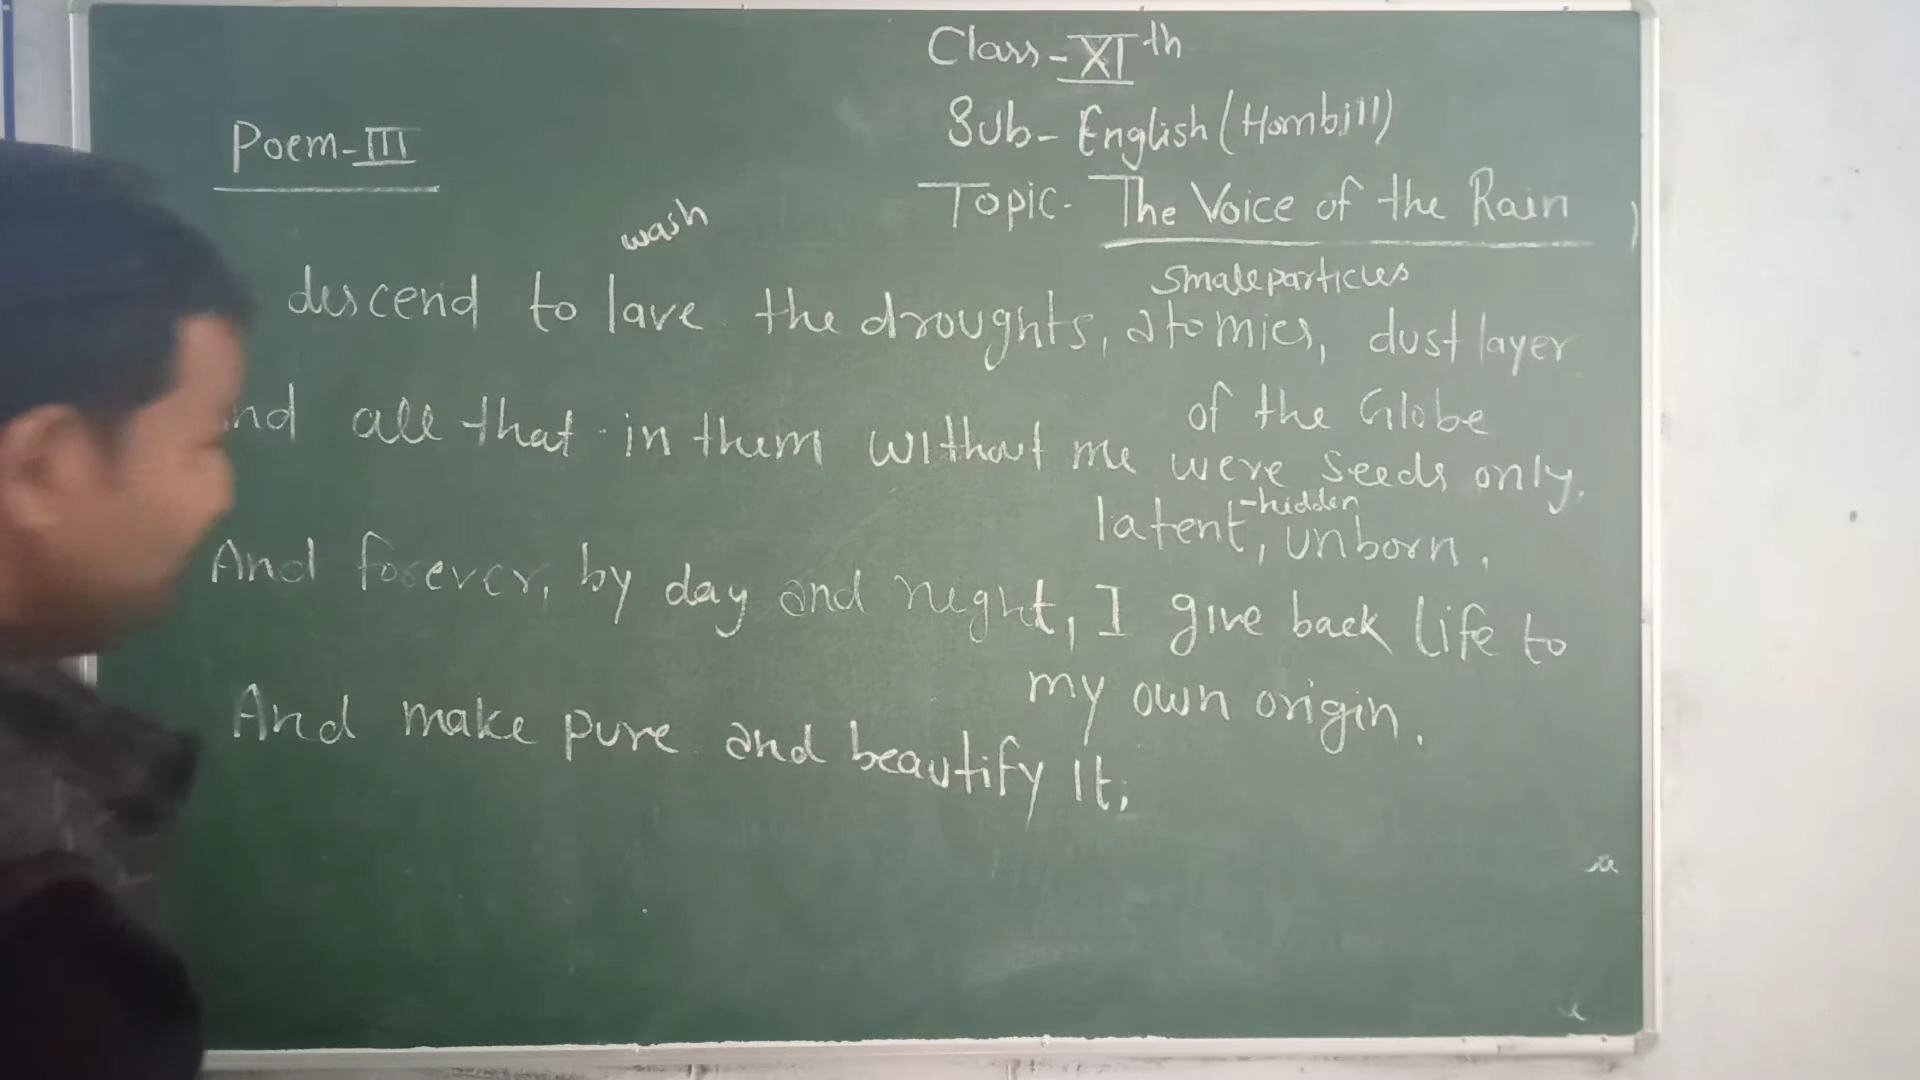 Class-XIth
Sub- English (Hornbill)
Poem-III
Topic- The Voice of the Rain
wash
descend to lave the droughts, atomies, dust layer
small particles
of the Globe
nd all that in them without me were seeds only,
-hidden
latent, unborn.
And forever, by day and night, I give back life to
my own origin.
And make pure and beautify it;